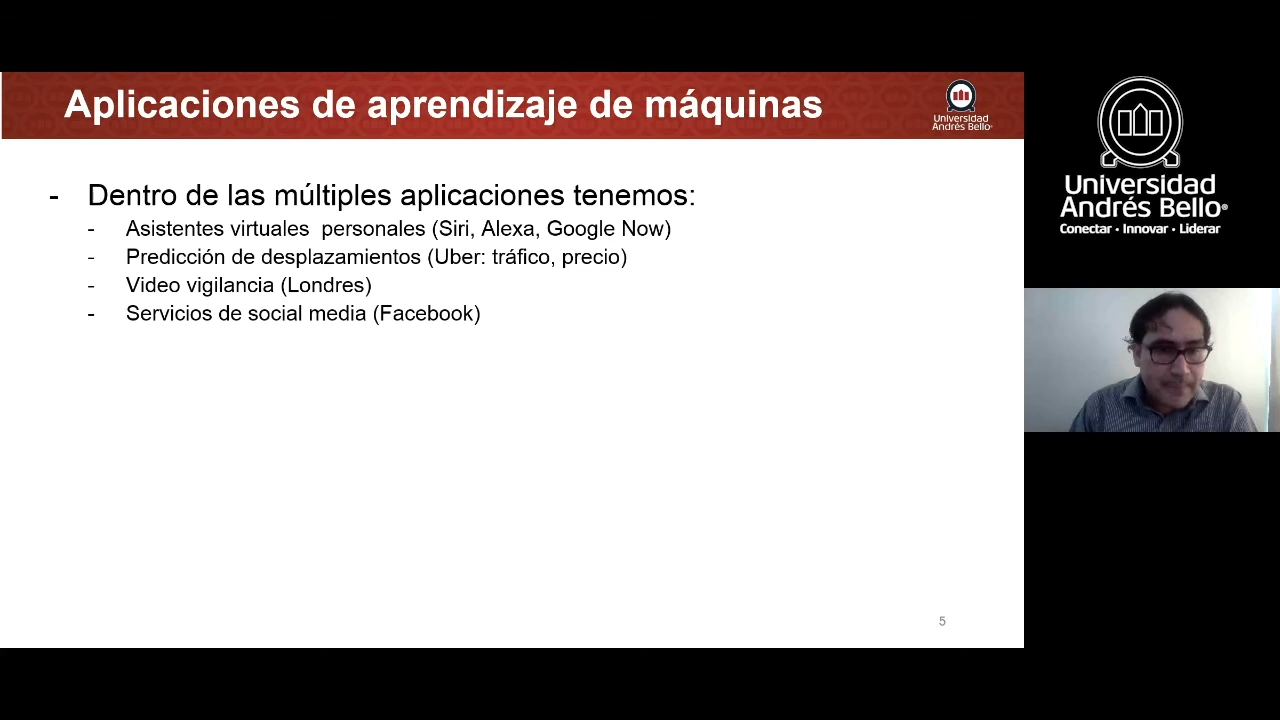 Aplicaciones de aprendizaje de máquinas
Universidad
Andrés Bello®
- Dentro de las múltiples aplicaciones tenemos:
- Asistentes virtuales personales (Siri, Alexa, Google Now)
- Predicción de desplazamientos (Uber: tráfico, precio)
- Video vigilancia (Londres)
- Servicios de social media (Facebook)
5
Universidad
Andrés Bello®
Conectar • Innovar • Liderar